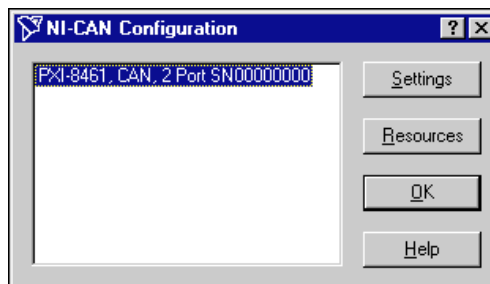 NI-CAN Configuration
PXI-8461, CAN, 2 Port SN00000000
Settings
Resources
OK
Help